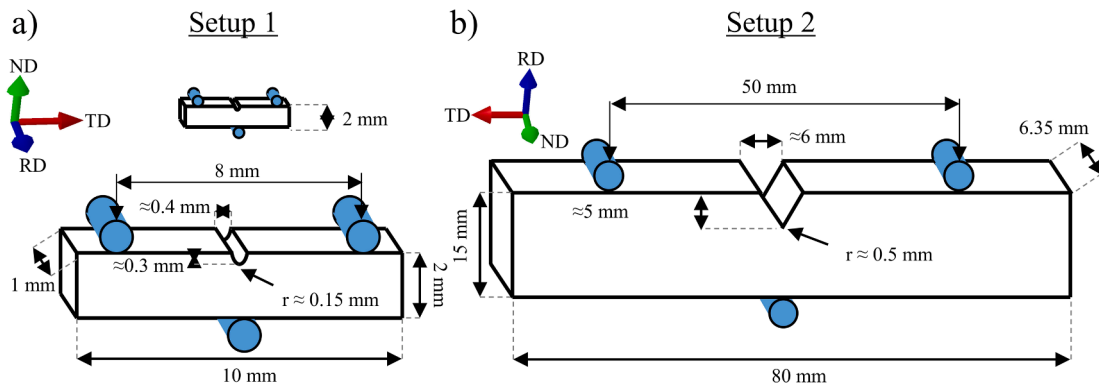 a)
Setup 1
ND
TD
RD
2 mm
8 mm
≈0.4 mm
≈0.3 mm
1 mm
r ≈ 0.15 mm
2 mm
10 mm
b)
Setup 2
RD
TD
ND
50 mm
≈6 mm
6.35 mm
≈5 mm
15 mm
r ≈ 0.5 mm
80 mm